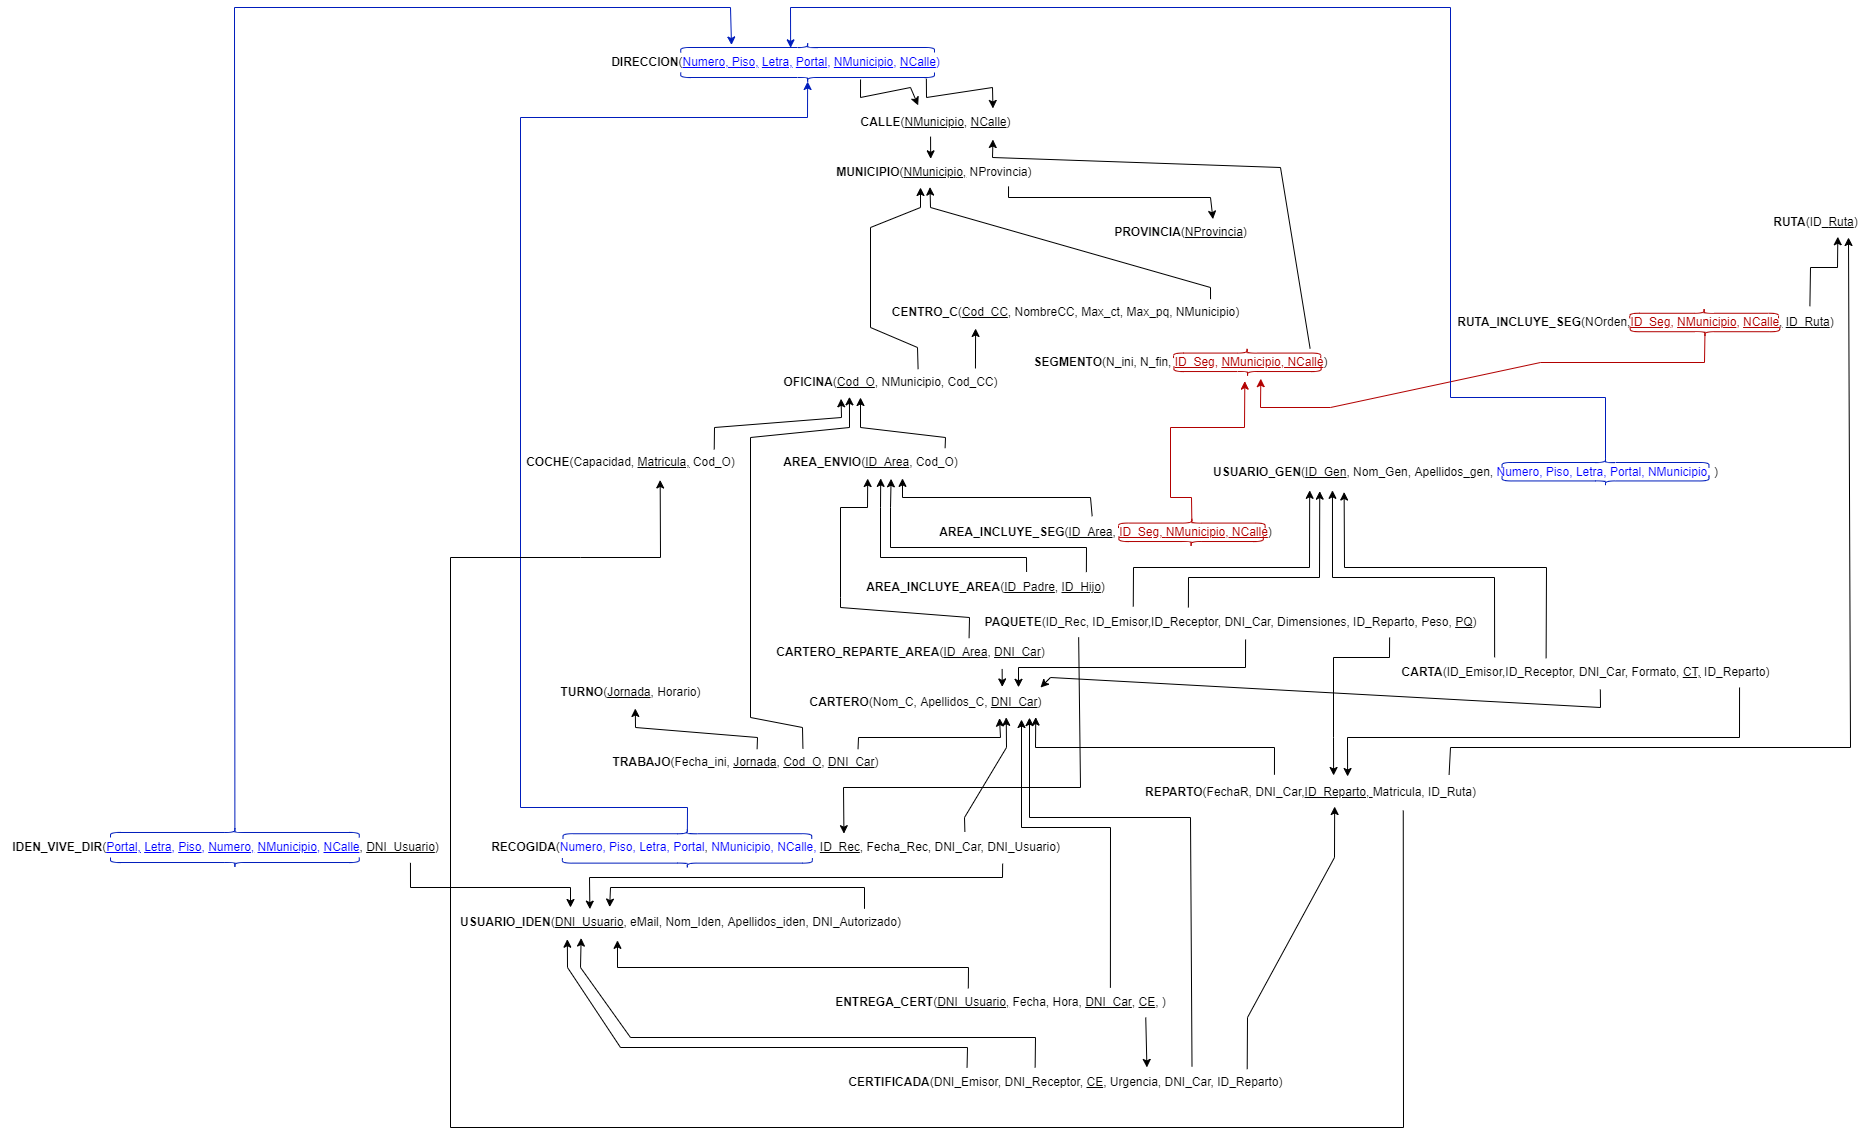 DIRECCION(Numero, Piso, Letra, Portal, NMunicipio, NCalle)
CALLE(NMunicipio, NCalle)
MUNICIPIO(NMunicipio, NProvincia)
PROVINCIA(NProvincia)
RUTA(ID_Ruta)
CENTRO_C(Cod_CC, NombreCC, Max_ct, Max_pq, NMunicipio)
RUTA_INCLUYE_SEG(NOrden,ID_Seg, NMunicipio, NCalle, ID_Ruta)
SEGMENTO(N_ini, N_fin, ID_Seg, NMunicipio, NCalle)
OFICINA(Cod_O, NMunicipio, Cod_CC)
COCHE(Capacidad, Matricula, Cod_O)
AREA_ENVIO(ID_Area, Cod_O)
USUARIO_GEN(ID_Gen, Nom_Gen, Apellidos_gen, Numero, Piso, Letra, Portal, NMunicipio, )
AREA_INCLUYE_SEG(ID_Area, ID_Seg, NMunicipio, NCalle)
AREA_INCLUYE_AREA(ID_Padre, ID_Hijo)
PAQUETE(ID_Rec, ID_Emisor,ID_Receptor, DNI_Car, Dimensiones, ID_Reparto, Peso, PQ)
CARTERO_REPARTE_AREA(ID_Area, DNI_Car)
CARTA(ID_Emisor,ID_Receptor, DNI_Car, Formato, CT, ID_Reparto)
TURNO(Jornada, Horario)
CARTERO(Nom_C, Apellidos_C, DNI_Car)
TRABAJO(Fecha_ini, Jornada, Cod_O, DNI_Car)
REPARTO(FechaR, DNI_Car,ID_Reparto, Matricula, ID_Ruta)
IDEN_VIVE_DIR(Portal, Letra, Piso, Numero, NMunicipio, NCalle, DNI_Usuario)
RECOGIDA(Numero, Piso, Letra, Portal, NMunicipio, NCalle, ID_Rec, Fecha_Rec, DNI_Car, DNI_Usuario)
USUARIO_IDEN(DNI_Usuario, eMail, Nom_Iden, Apellidos_iden, DNI_Autorizado)
ENTREGA_CERT(DNI_Usuario, Fecha, Hora, DNI_Car, CE, )
CERTIFICADA(DNI_Emisor, DNI_Receptor, CE, Urgencia, DNI_Car, ID_Reparto)